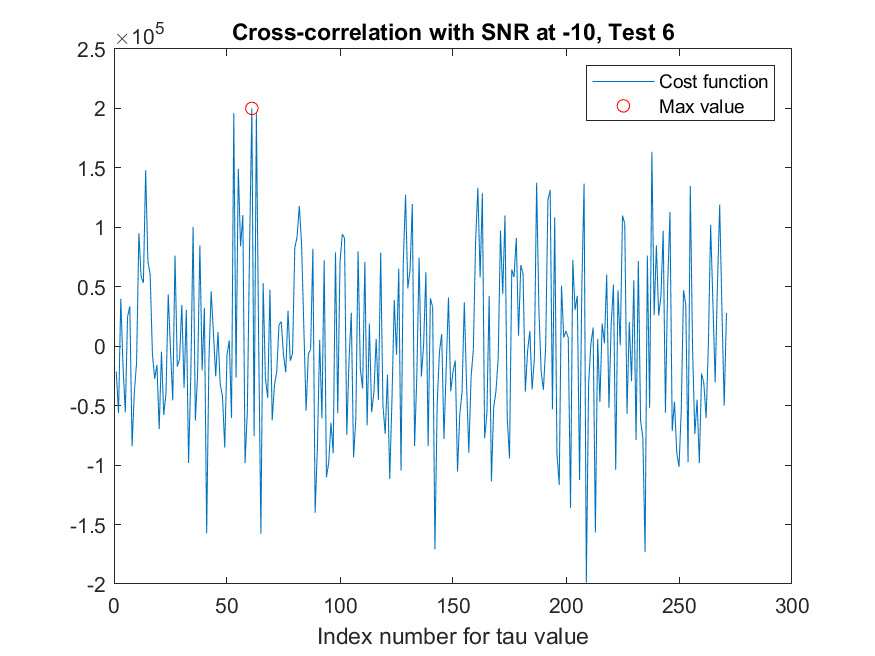 ×10⁵
Cross-correlation with SNR at -10, Test 6
2.5
2
1.5
1
0.5
0
-0.5
-1
-1.5
-2
Cost function
Max value
0 50 100 150 200 250 300
Index number for tau value